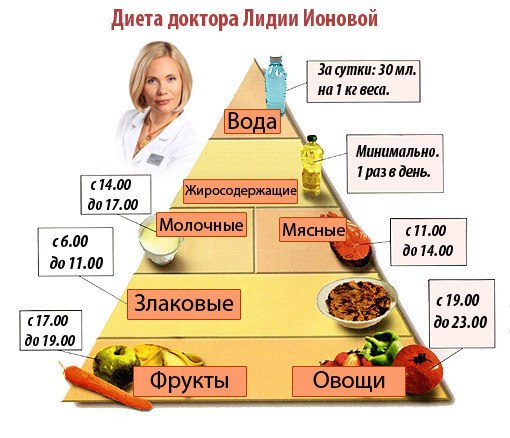 Диета доктора Лидии Ионовой
За сутки: 30 мл.
на 1 кг веса.
Вода
Минимально.
1 раз в день.
Жиросодержащие
с 14.00
до 17.00
Молочные
Мясные
с 11.00
до 14.00
с 6.00
до 11.00
Злаковые
с 19.00
до 23.00
с 17.00
до 19.00
Фрукты
Овощи